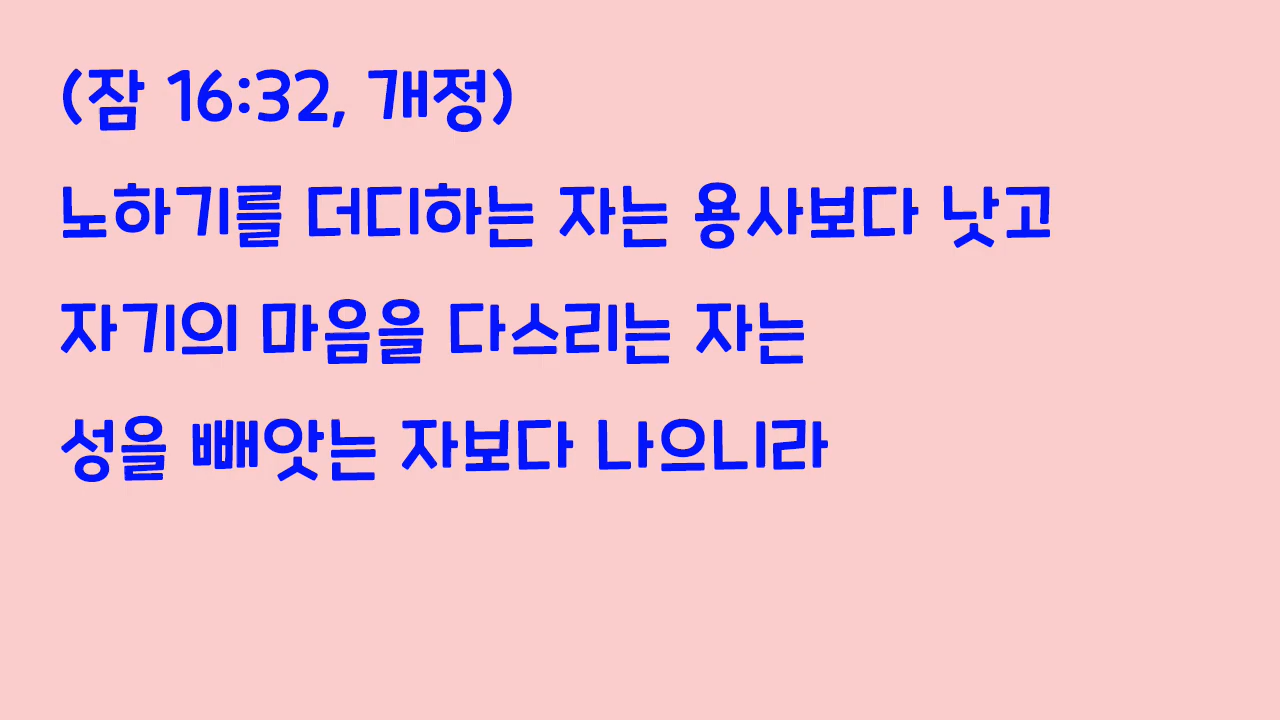 (잠 16:32, 개정)
노하기를 더디하는 자는 용사보다 낫고
자기의 마음을 다스리는 자는
성을 빼앗는 자보다 나으니라